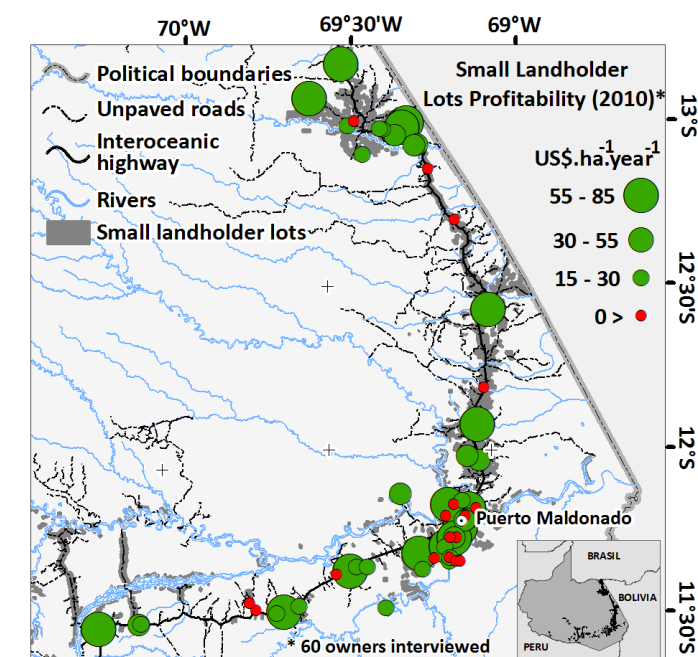 70°W
69°30'W
69°W
Political boundaries
Unpaved roads
Interoceanic
highway
Rivers
Small landholder lots
Small Landholder
Lots Profitability (2010)*
US$.ha⁻¹.year⁻¹
55 - 85
30 - 55
15 - 30
0 >
13°S
12°30'S
12°S
11°30'S
Puerto Maldonado
* 60 owners interviewed
BRASIL
BOLIVIA
PERU